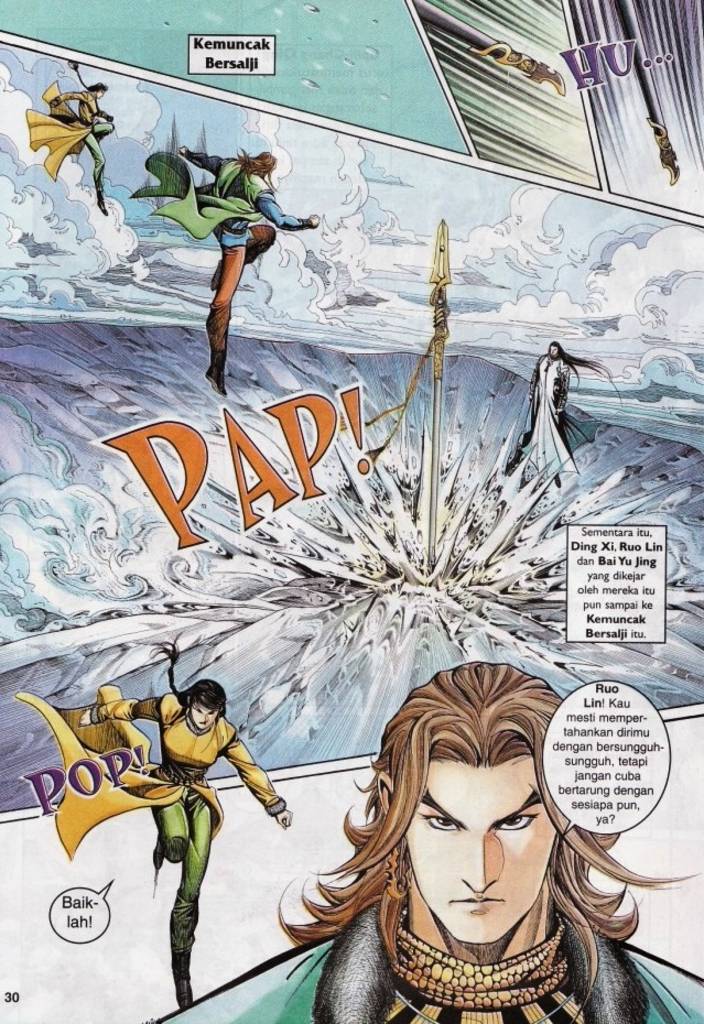 Kemuncak
Bersalji
HU...
PAP!
Sementara itu,
Ding Xi, Ruo Lin
dan Bai Yu Jing
yang dikejar
oleh mereka itu
pun sampai ke
Kemuncak
Bersalji itu.
POP!
Ruo
Lin! Kau
mesti memper-
tahankan dirimu
dengan bersungguh-
sungguh, tetapi
jangan cuba
bertarung dengan
sesiapa pun,
ya?
Baik-
lah!
30